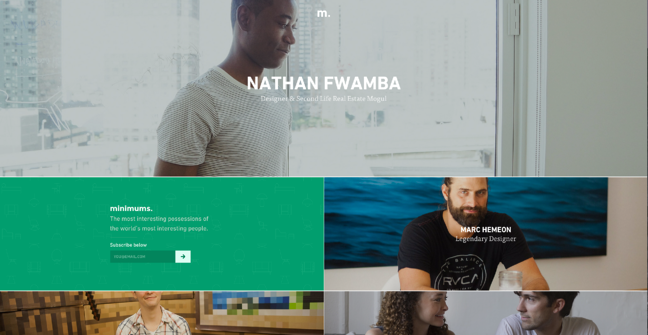 m.
NATHAN FWAMBA
Designer & Second Life Real Estate Mogul
minimums.
The most interesting possessions of
the world's most interesting people.
Subscribe below
MARC HEMEON
Legendary Designer
RVCA